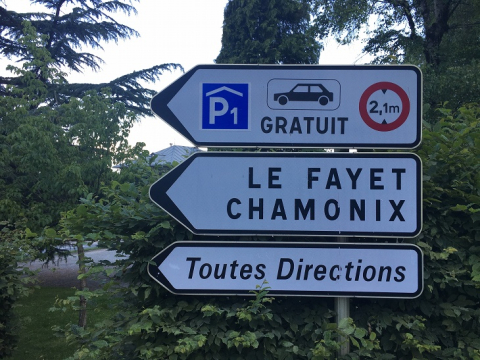 P1
GRATUIT
2,1m
LE FAYET
CHAMONIX
Toutes Directions